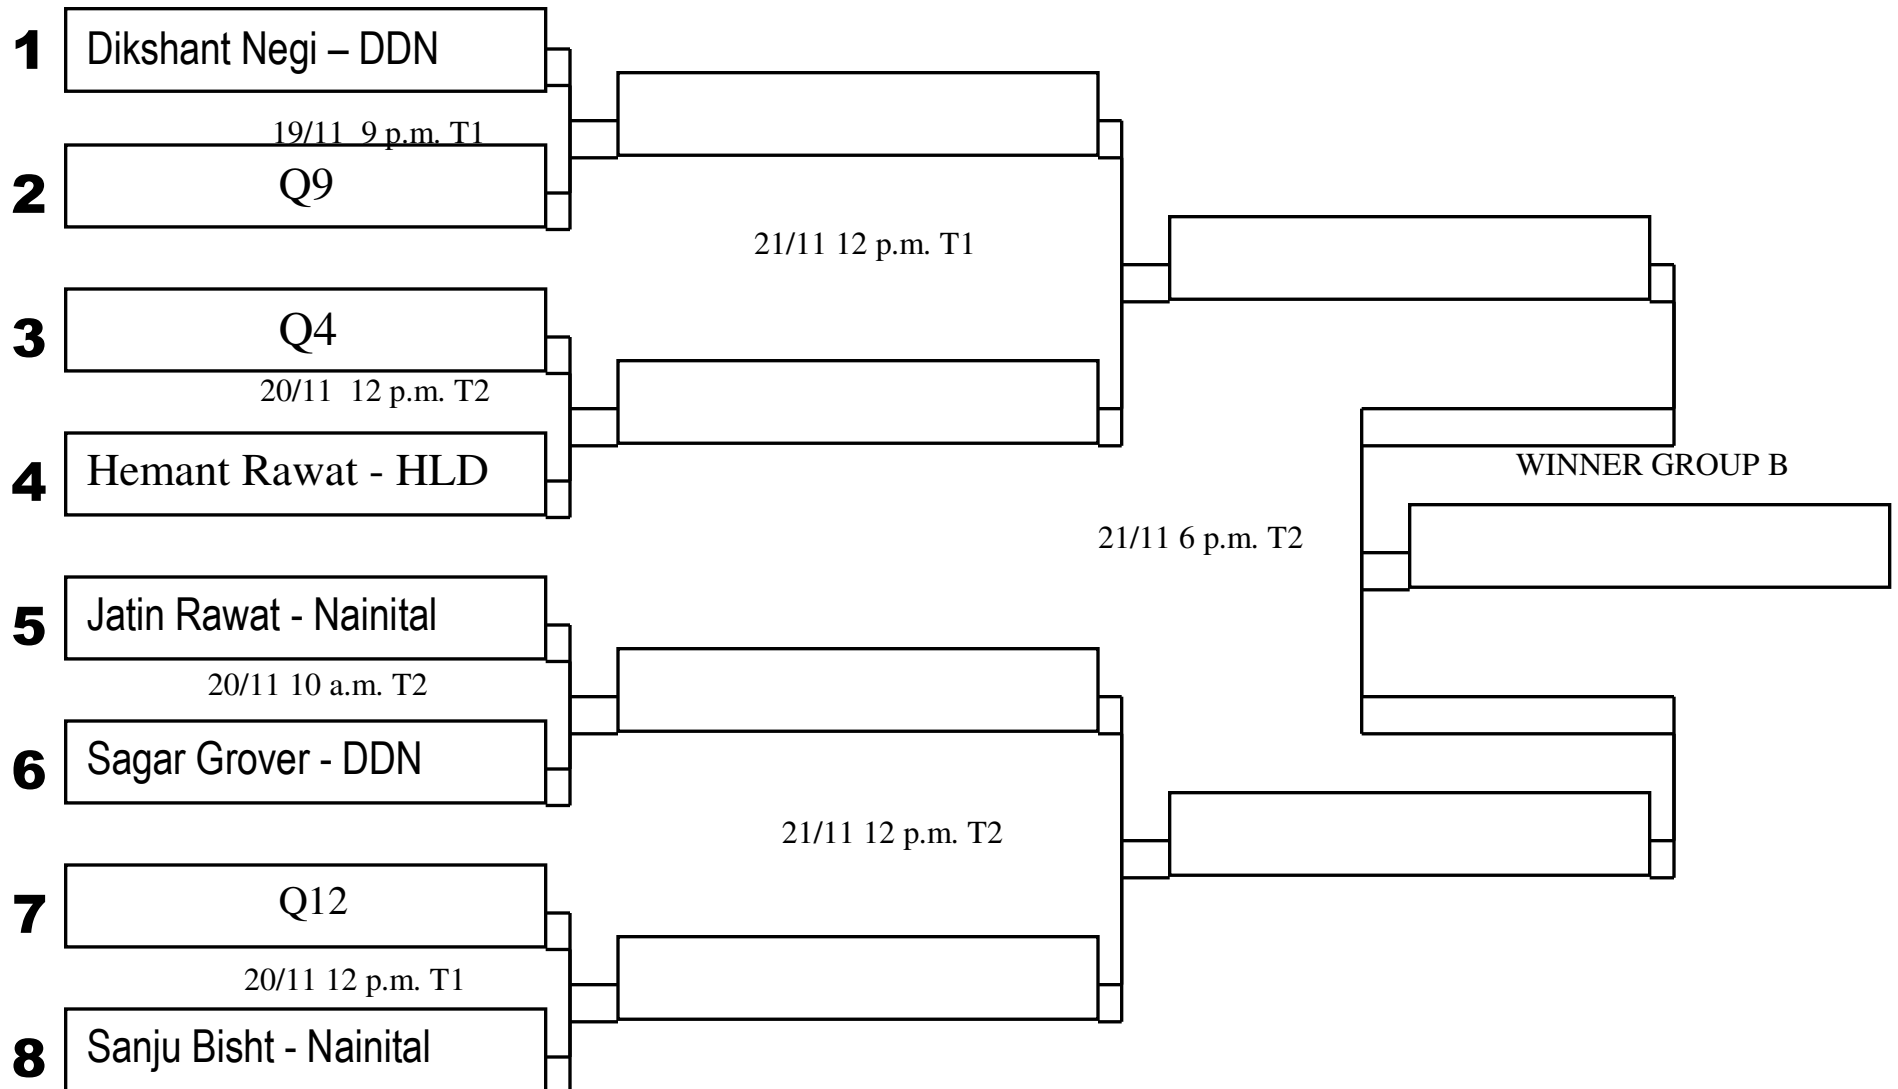 1 Dikshant Negi – DDN
19/11 9 p.m. T1
2 Q9
21/11 12 p.m. T1
3 Q4
20/11 12 p.m. T2
4 Hemant Rawat - HLD
WINNER GROUP B
21/11 6 p.m. T2
5 Jatin Rawat - Nainital
20/11 10 a.m. T2
6 Sagar Grover - DDN
21/11 12 p.m. T2
7 Q12
20/11 12 p.m. T1
8 Sanju Bisht - Nainital